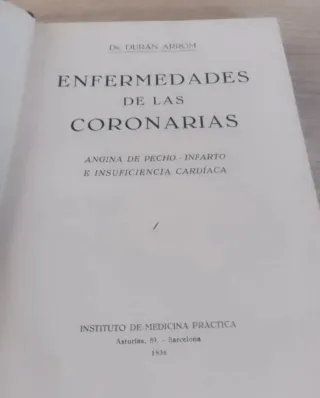 Dr. DURÁN ARROM
ENFERMEDADES
DE LAS
CORONARIAS
ANGINA DE PECHO - INFARTO
E INSUFICIENCIA CARDÍACA
INSTITUTO DE MEDICINA PRÁCTICA
Asturias, - Barcelona